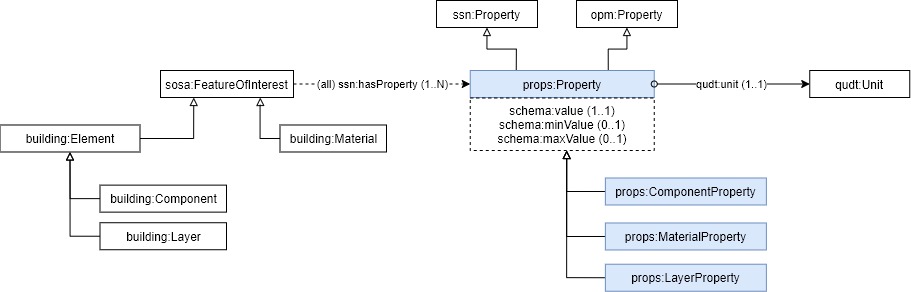 ssn:Property
opm:Property
sosa:FeatureOfInterest
(all) ssn:hasProperty (1..N)
props:Property
qudt:unit (1..1)
qudt:Unit
schema:value (1..1)
schema:minValue (0..1)
schema:maxValue (0..1)
building:Element
building:Material
building:Component
building:Layer
props:ComponentProperty
props:MaterialProperty
props:LayerProperty